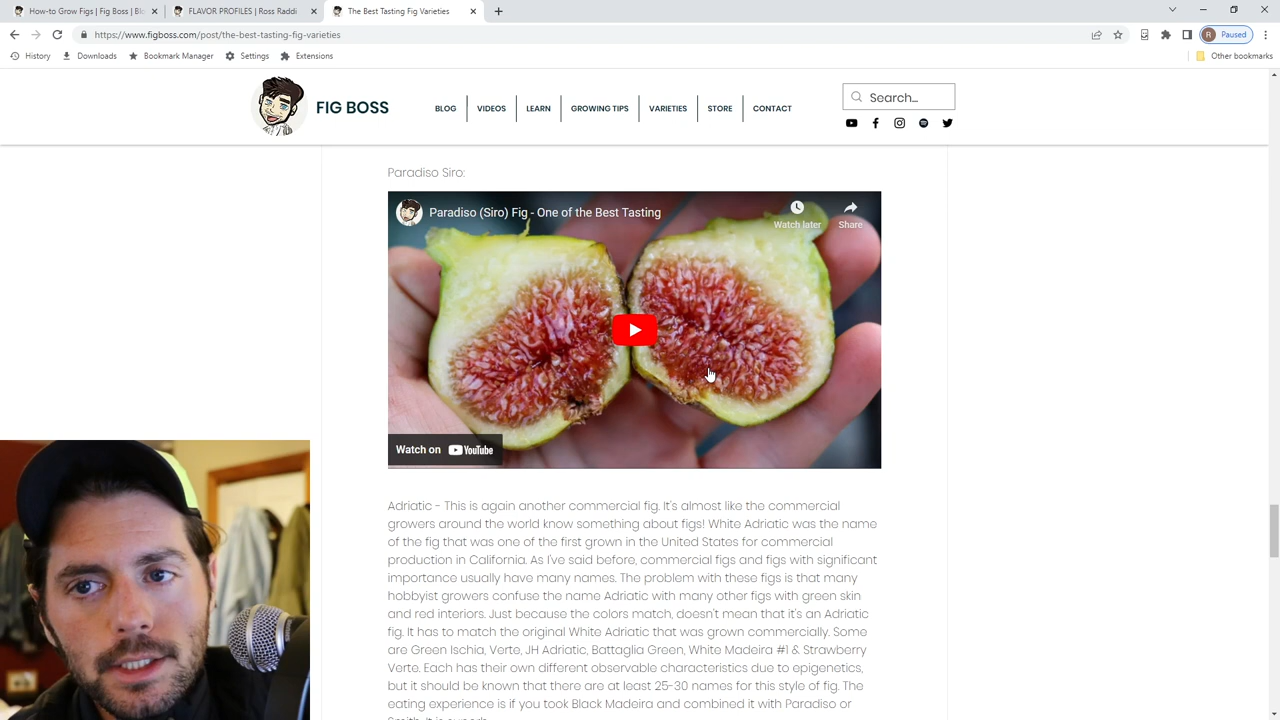 How-to Grow Figs | Fig Boss | Bl
FLAVOR PROFILES | Ross Raddi
The Best Tasting Fig Varieties
https://www.figboss.com/post/the-best-tasting-fig-varieties
R Paused
History Downloads Bookmark Manager Settings Extensions Other bookmarks
FIG BOSS
BLOG VIDEOS LEARN GROWING TIPS VARIETIES STORE CONTACT
Search...
Paradiso Siro:
Paradiso (Siro) Fig - One of the Best Tasting
Watch later Share
Watch on YouTube
Adriatic - This is again another commercial fig. It's almost like the commercial
growers around the world know something about figs! White Adriatic was the name
of the fig that was one of the first grown in the United States for commercial
production in California. As I've said before, commercial figs and figs with significant
importance usually have many names. The problem with these figs is that many
hobbyist growers confuse the name Adriatic with many other figs with green skin
and red interiors. Just because the colors match, doesn't mean that it's an Adriatic
fig. It has to match the original White Adriatic that was grown commercially. Some
are Green Ischia, Verte, JH Adriatic, Battaglia Green, White Madeira #1 & Strawberry
Verte. Each has their own different observable characteristics due to epigenetics,
but it should be known that there are at least 25-30 names for this style of fig. The
eating experience is if you took Black Madeira and combined it with Paradiso or